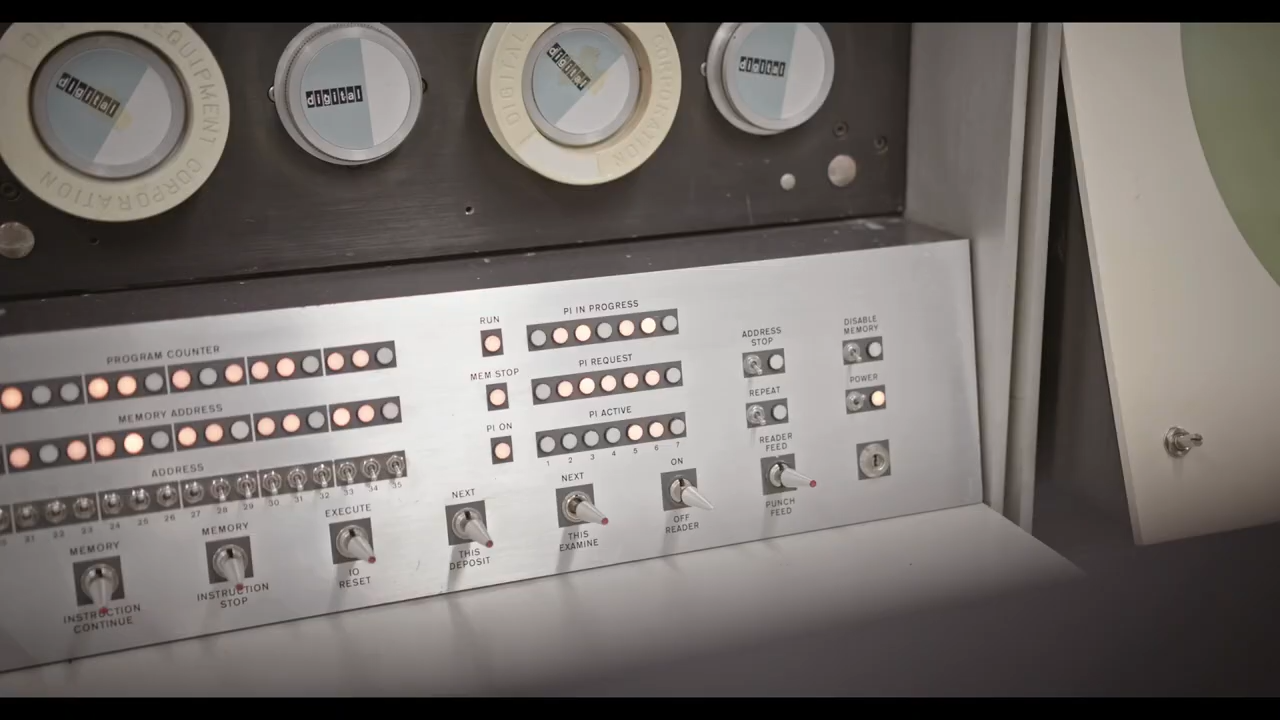 DIGITAL EQUIPMENT CORPORATION
digital
digital
DIGITAL CORPORATION
digital
digital
PROGRAM COUNTER
MEMORY ADDRESS
ADDRESS
21 22 23 24 25 26 27 28 29 30 31 32 33 34 35
RUN
MEM STOP
PI ON
PI IN PROGRESS
PI REQUEST
PI ACTIVE
1 2 3 4 5 6 7
ADDRESS
STOP
REPEAT
DISABLE
MEMORY
POWER
MEMORY
INSTRUCTION
CONTINUE
MEMORY
INSTRUCTION
STOP
EXECUTE
IO
RESET
NEXT
THIS
DEPOSIT
NEXT
THIS
EXAMINE
ON
OFF
READER
READER
FEED
PUNCH
FEED